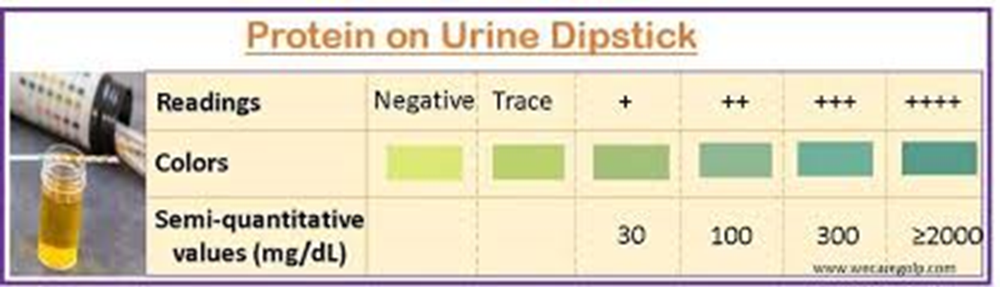 Protein on Urine Dipstick
Readings Negative Trace + ++ +++ ++++
Colors
Semi-quantitative
values (mg/dL) 30 100 300 ≥2000
www.wecaregolp.com